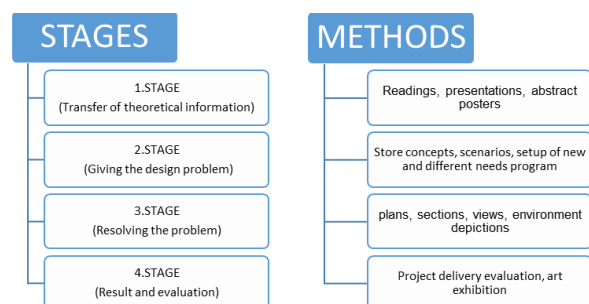 STAGES
1.STAGE
(Transfer of theoretical information)
2.STAGE
(Giving the design problem)
3.STAGE
(Resolving the problem)
4.STAGE
(Result and evaluation)
METHODS
Readings, presentations, abstract
posters
Store concepts, scenarios, setup of new
and different needs program
plans, sections, views, environment
depictions
Project delivery evaluation, art
exhibition